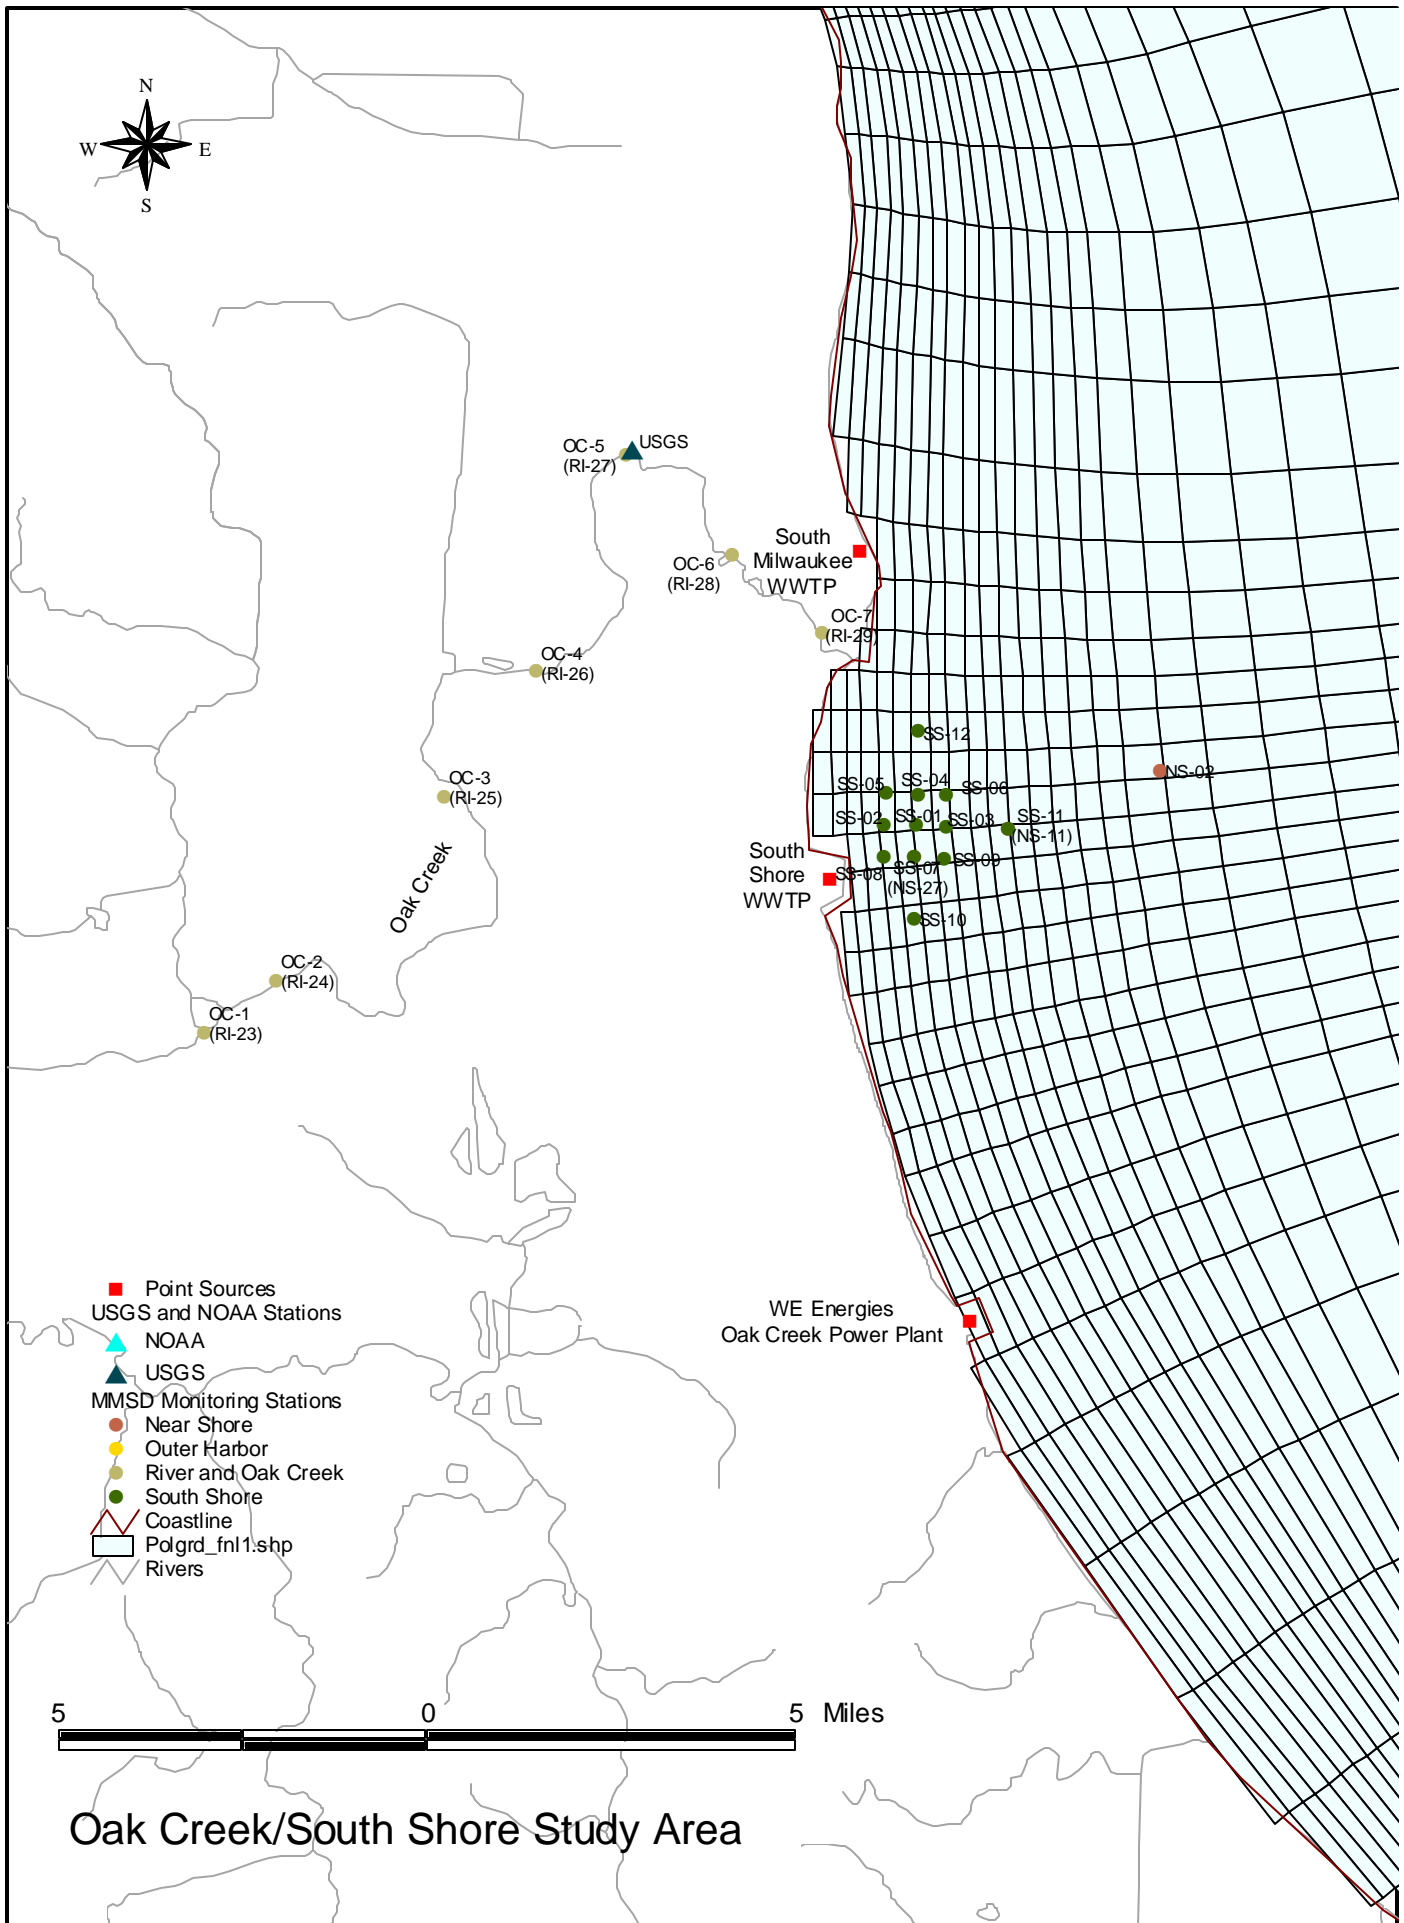 N
W E
S
OC-5
(RI-27)
USGS
South
Milwaukee
WWTP
OC-6
(RI-28)
OC-7
(RI-29)
OC-4
(RI-26)
SS-12
NS-02
OC-3
(RI-25)
SS-05
SS-04
SS-06
SS-02
SS-01
SS-03
SS-11
(NS-11)
South
Shore
WWTP
SS-08
SS-07
(NS-27)
SS-09
SS-10
Oak Creek
OC-2
(RI-24)
OC-1
(RI-23)
WE Energies
Oak Creek Power Plant
Point Sources
USGS and NOAA Stations
NOAA
USGS
MMSD Monitoring Stations
Near Shore
Outer Harbor
River and Oak Creek
South Shore
Coastline
Polgrd_fnl1.shp
Rivers
5 0 5 Miles
Oak Creek/South Shore Study Area